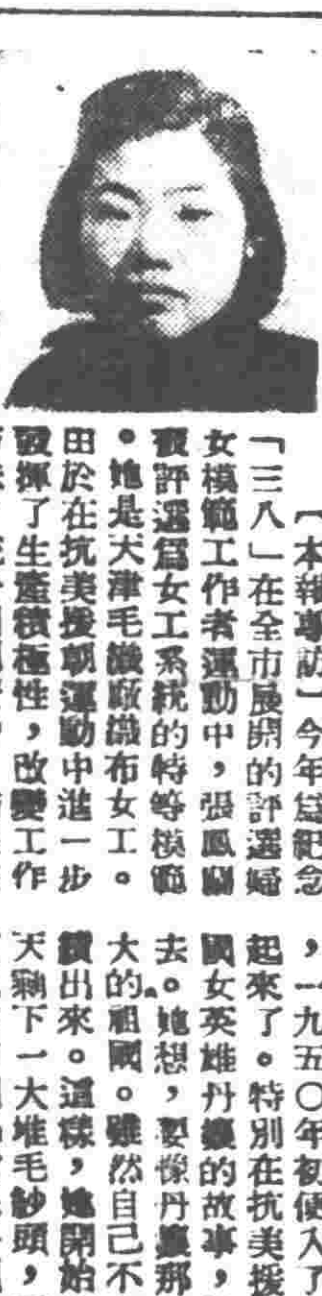 ［本報專訪］今年爲紀念
「三八」在全市展開的評選婦
女模範工作者運動中，張鳳
被評選爲女工系統的特等模範
。她是天津毛織廠織布女工。
由於在抗美援朝運動中進一步
發揮了生產積極性，改變工作
，一九五〇年初便入了
起來了。特別在抗美援
國女英雄丹孃的故事，
去。她想，要像丹孃那
大的祖國。雖然自己不
出來。這樣，她開始
天剩下一大堆毛紗頭，